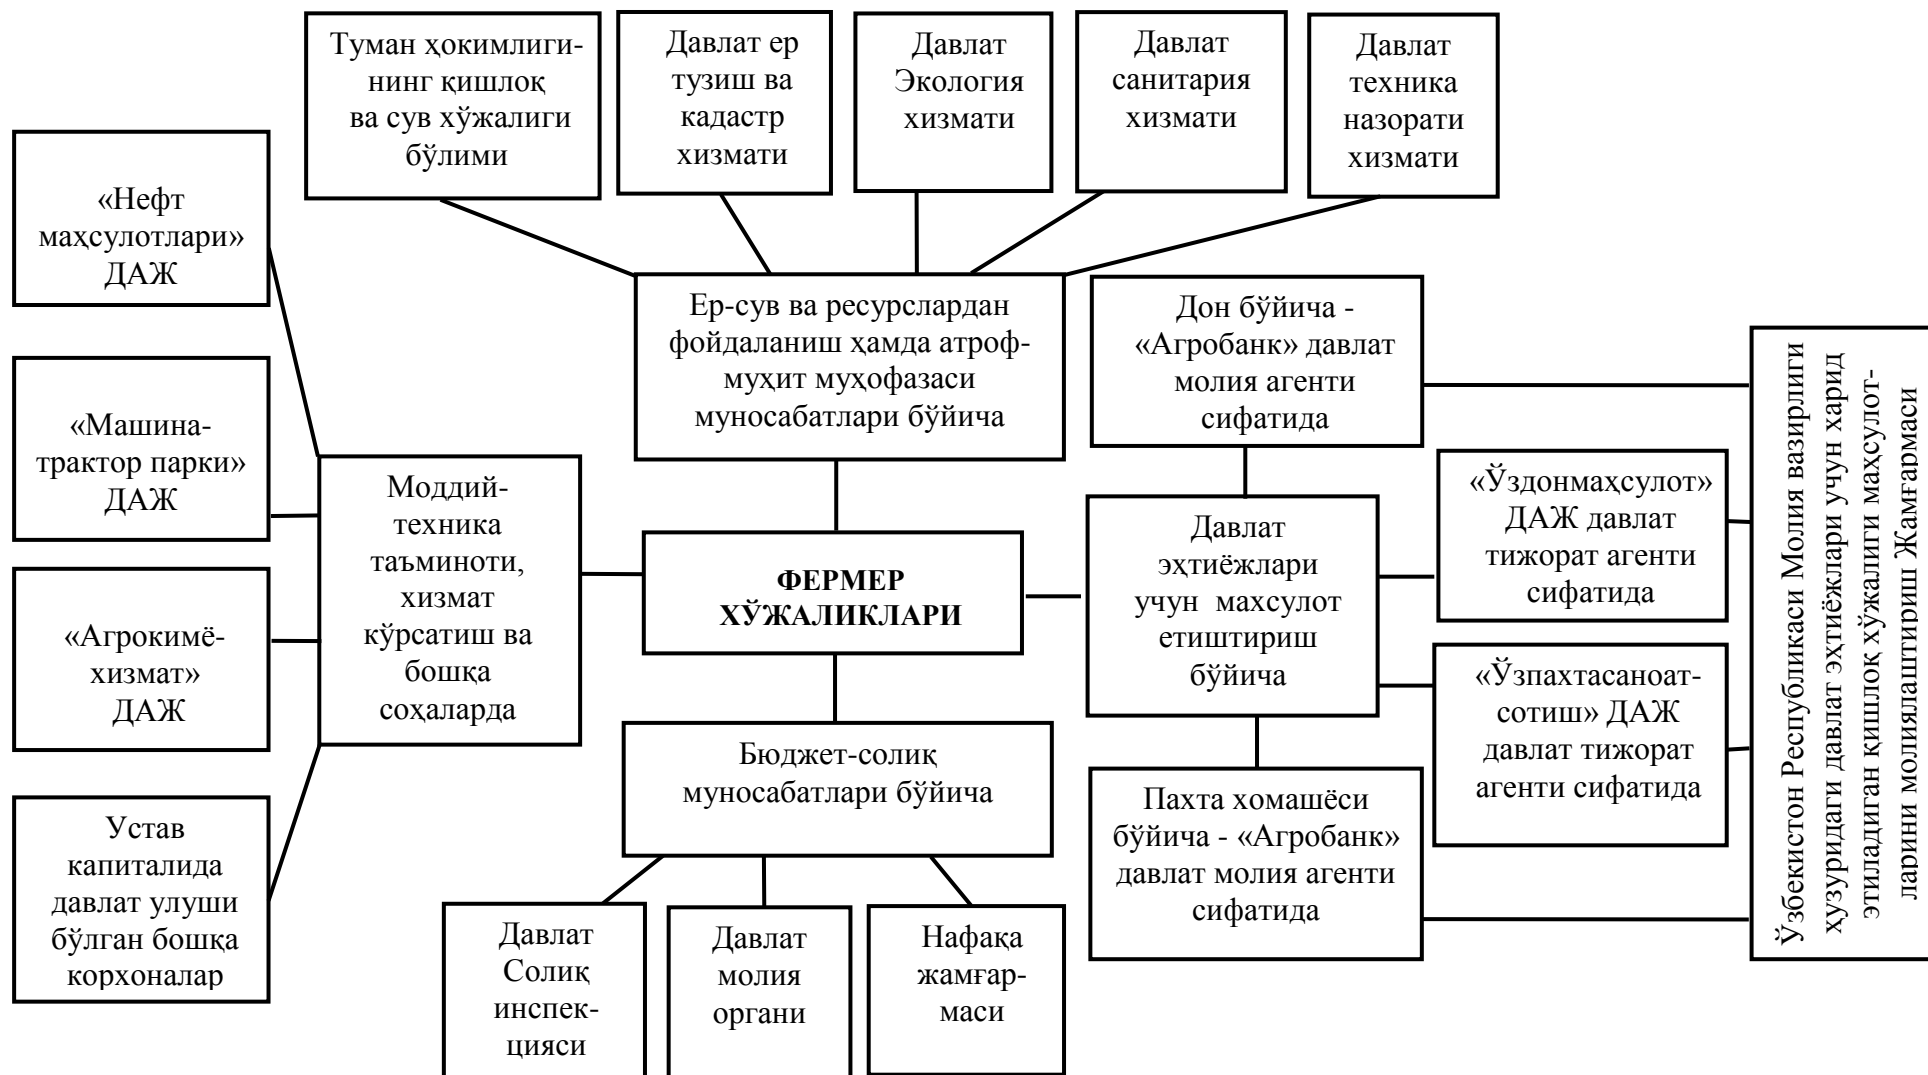 Туман ҳокимлиги-
нинг қишлоқ
ва сув хўжалиги
бўлими
Давлат ер
тузиш ва
кадастр
хизмати
Давлат
Экология
хизмати
Давлат
санитария
хизмати
Давлат
техника
назорати
хизмати
«Нефт
маҳсулотлари»
ДАЖ
«Машина-
трактор парки»
ДАЖ
«Агрокимё-
хизмат»
ДАЖ
Устав
капиталида
давлат улуши
бўлган бошқа
корхоналар
Моддий-
техника
таъминоти,
хизмат
кўрсатиш ва
бошқа
соҳаларда
Ер-сув ва ресурслардан
фойдаланиш ҳамда атроф-
муҳит муҳофазаси
муносабатлари бўйича
ФЕРМЕР
ХЎЖАЛИКЛАРИ
Бюджет-солиқ
муносабатлари бўйича
Давлат
Солиқ
инспек-
цияси
Давлат
молия
органи
Нафақа
жамғар-
маси
Дон бўйича -
«Агробанк» давлат
молия агенти
сифатида
Давлат
эҳтиёжлари
учун махсулот
етиштириш
бўйича
Пахта хомашёси
бўйича - «Агробанк»
давлат молия агенти
сифатида
«Ўздонмаҳсулот»
ДАЖ давлат
тижорат агенти
сифатида
«Ўзпахтасаноат-
сотиш» ДАЖ
давлат тижорат
агенти сифатида
Ўзбекистон Республикаси Молия вазирлиги
ҳузуридаги давлат эҳтиёжлари учун харид
этиладиган қишлоқ хўжалиги маҳсулот-
ларини молиялаштириш Жамғармаси